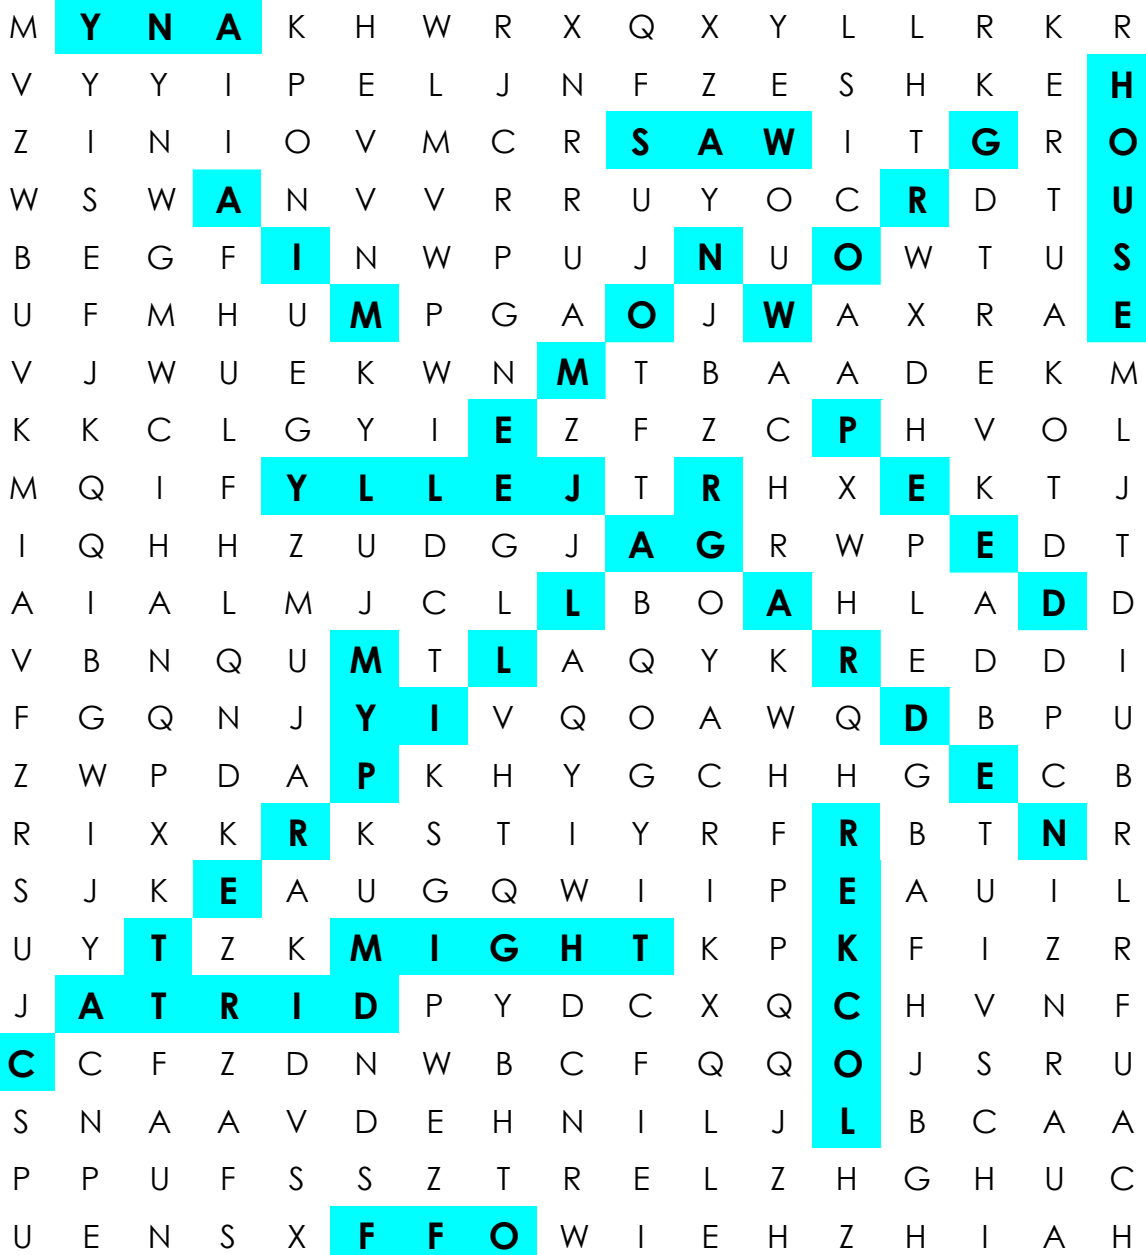 M Y N A K H W R X Q X Y L L R K R
V Y Y I P E L J N F Z E S H K E H
Z I N I O V M C R S A W I T G R O
W S W A N V V R R U Y O C R D T U
B E G F I N W P U J N U O W T U S
U F M H U M P G A O J W A X R A E
V J W U E K W N M T B A A D E K M
K K C L G Y I E Z F Z C P H V O L
M Q I F Y L L E J T R H X E K T J
I Q H H Z U D G J A G R W P E D T
A I A L M J C L L B O A H L A D D
V B N Q U M T L A Q Y K R E D D I
F G Q N J Y I V Q O A W Q D B P U
Z W P D A P K H Y G C H H G E C B
R I X K R K S T I Y R F R B T N R
S J K E A U G Q W I I P E A U I L
U Y T Z K M I G H T K P K F I Z R
J A T R I D P Y D C X Q C H V N F
C C F Z D N W B C F Q Q O J S R U
S N A A V D E H N I L J L B C A A
P P U F S S Z T R E L Z H G H U C
U E N S X F F O W I E H Z H I A H